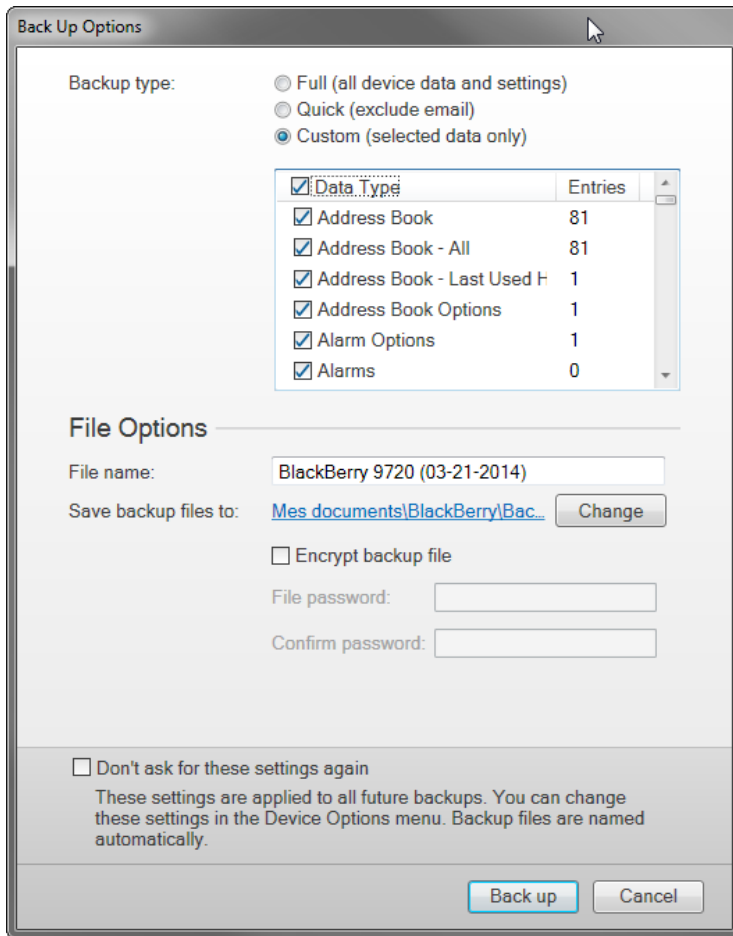 Back Up Options
Backup type:
Full (all device data and settings)
Quick (exclude email)
Custom (selected data only)
Data Type Entries
Address Book 81
Address Book - All 81
Address Book - Last Used H 1
Address Book Options 1
Alarm Options 1
Alarms 0
File Options
File name: BlackBerry 9720 (03-21-2014)
Save backup files to: Mes documents\BlackBerry\Bac... Change
Encrypt backup file
File password:
Confirm password:
Don't ask for these settings again
These settings are applied to all future backups. You can change
these settings in the Device Options menu. Backup files are named
automatically.
Back up Cancel